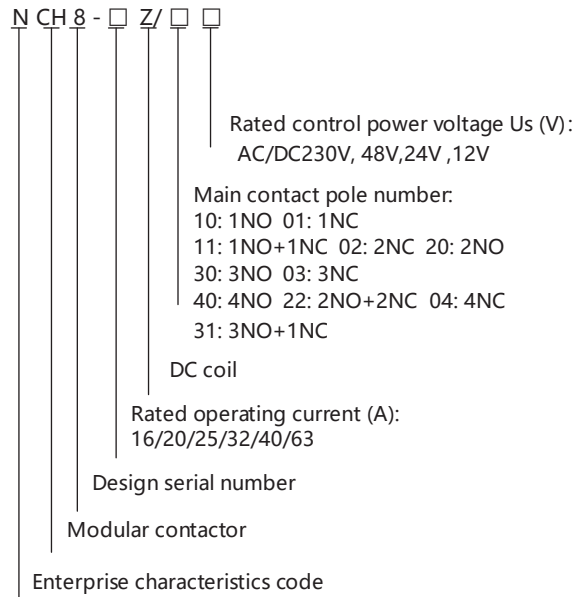 N CH 8 - □ Z/ □ □
Rated control power voltage Us (V):
AC/DC230V, 48V,24V ,12V
Main contact pole number:
10: 1NO 01: 1NC
11: 1NO+1NC 02: 2NC 20: 2NO
30: 3NO 03: 3NC
40: 4NO 22: 2NO+2NC 04: 4NC
31: 3NO+1NC
DC coil
Rated operating current (A):
16/20/25/32/40/63
Design serial number
Modular contactor
Enterprise characteristics code